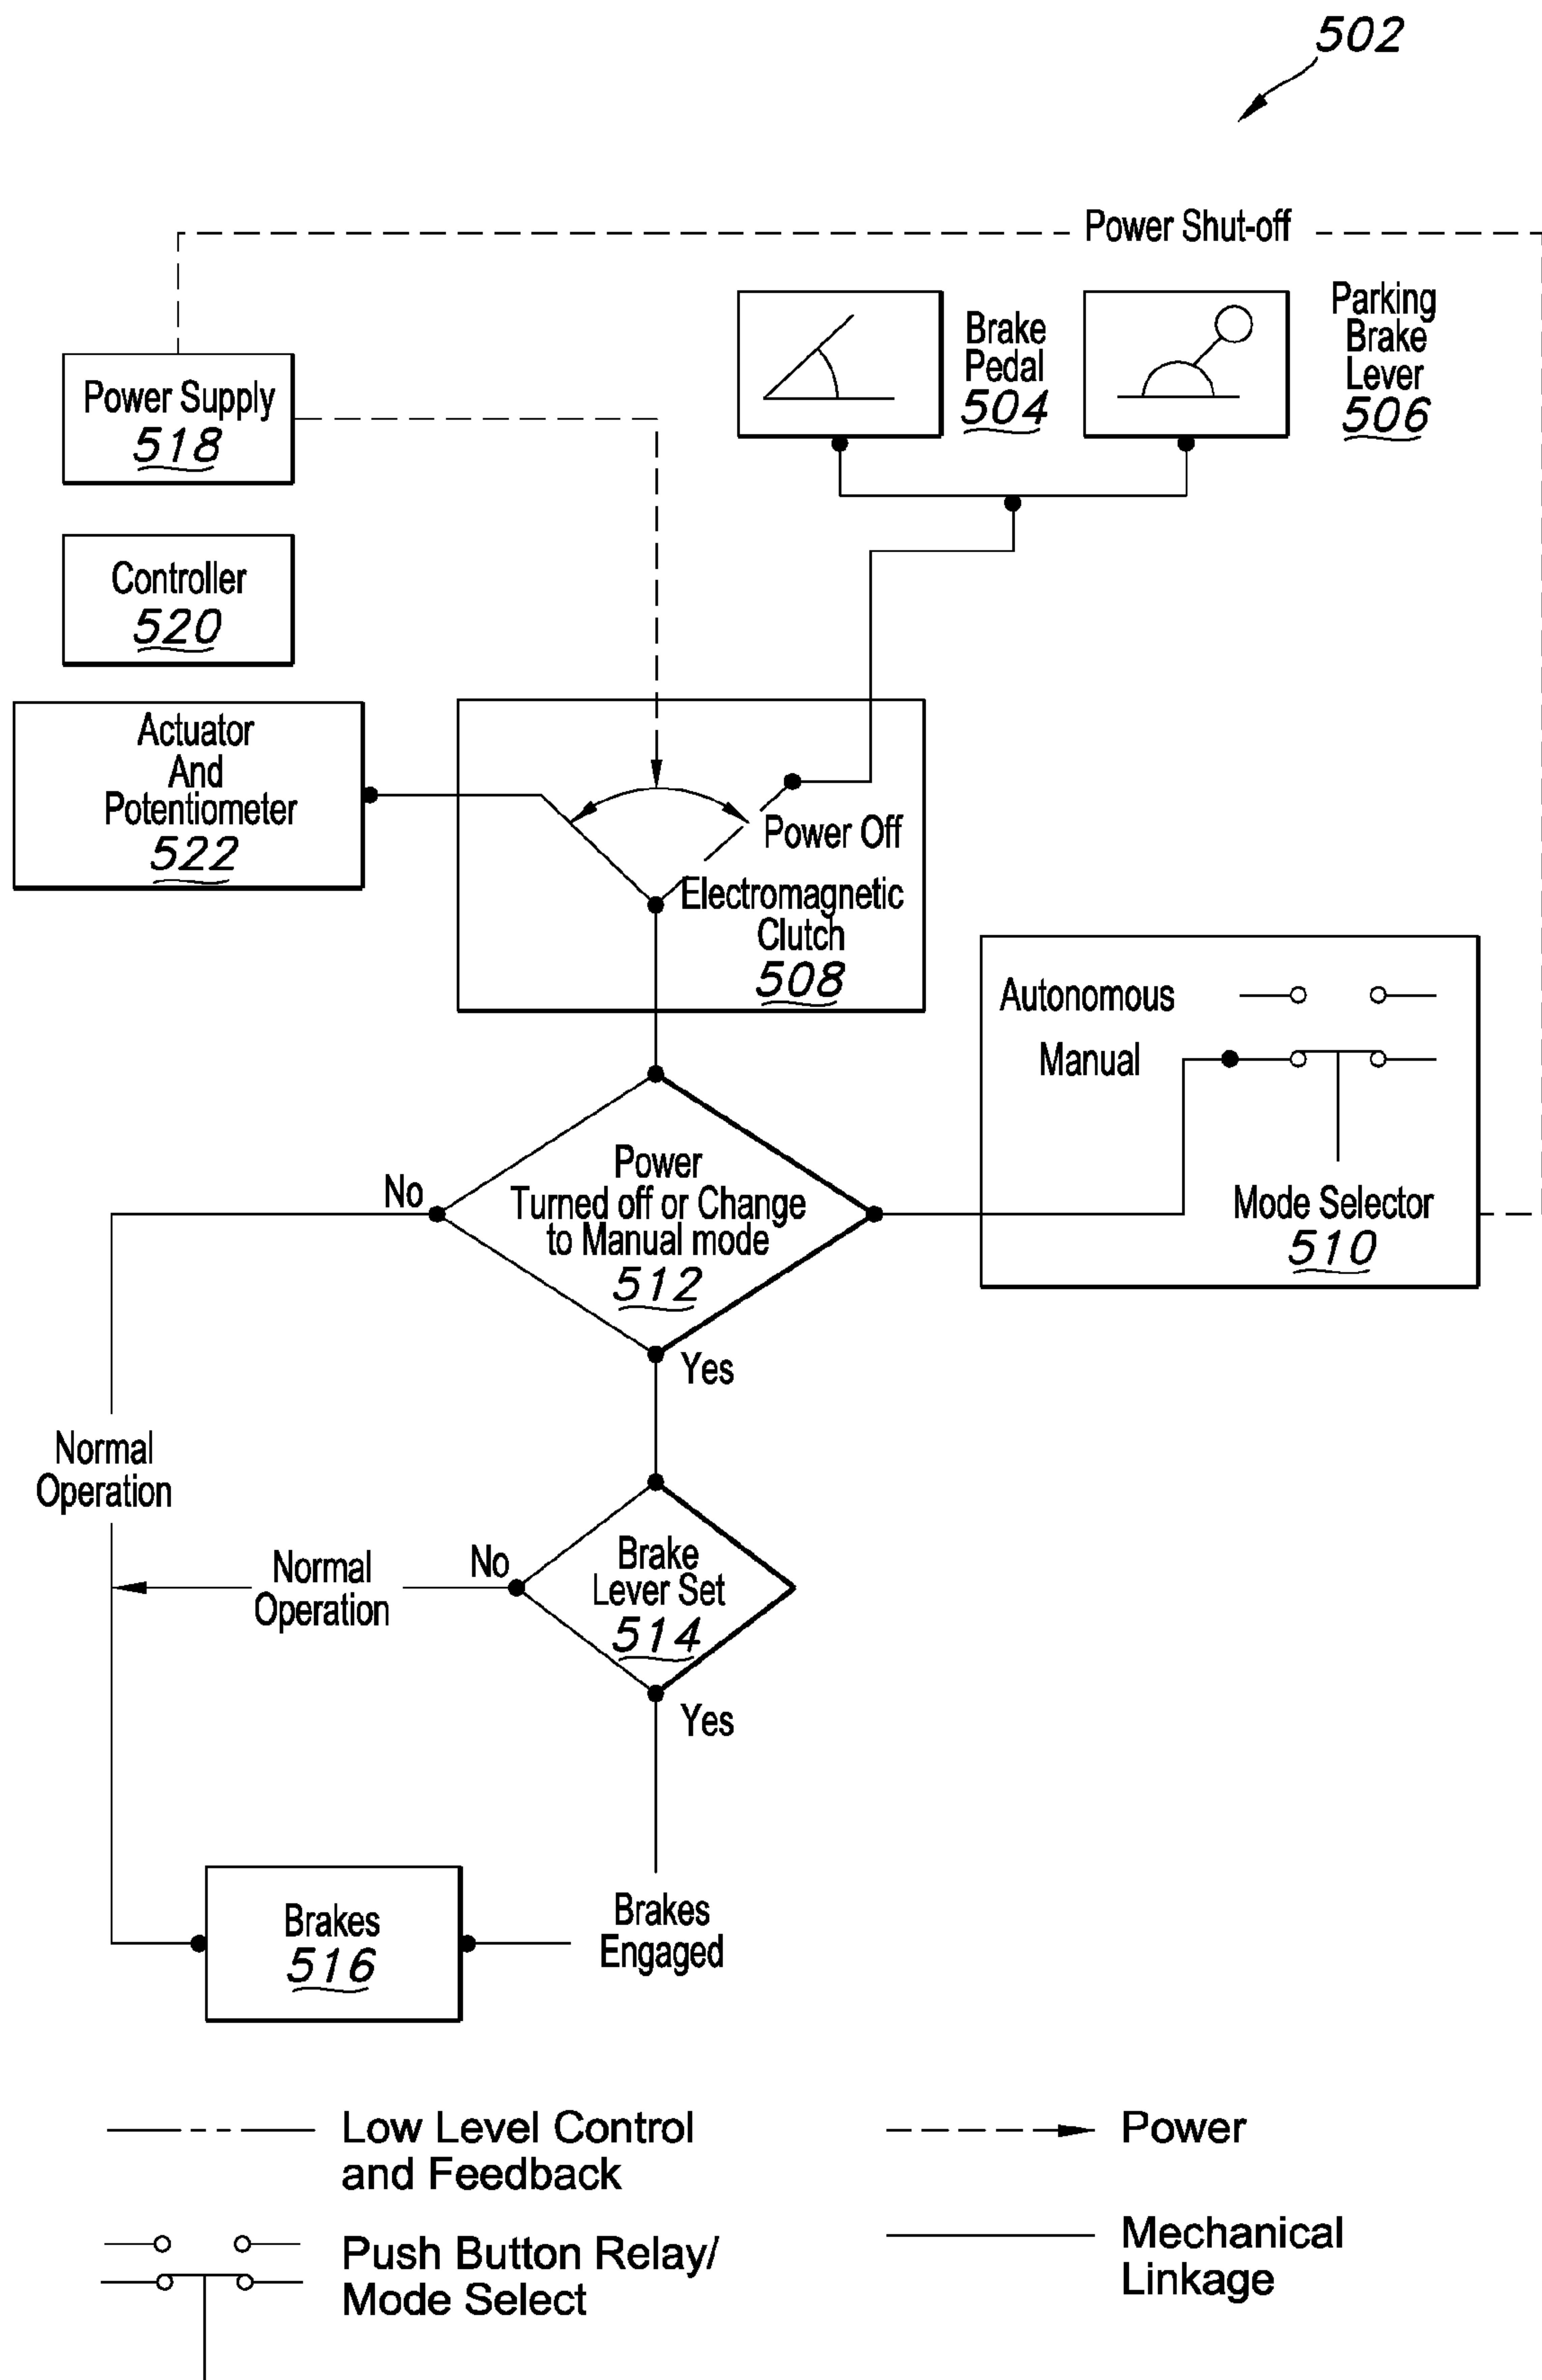 502
Power Shut-off
Power Supply
518
Brake
Pedal
504
Parking
Brake
Lever
506
Controller
520
Actuator
And
Potentiometer
522
Power Off
Electromagnetic
Clutch
508
Autonomous
Manual
Mode Selector
510
No
Power
Turned off or Change
to Manual mode
512
Yes
Normal
Operation
Normal
Operation
No
Brake
Lever Set
514
Yes
Brakes
516
Brakes
Engaged
Low Level Control
and Feedback
Power
Push Button Relay/
Mode Select
Mechanical
Linkage